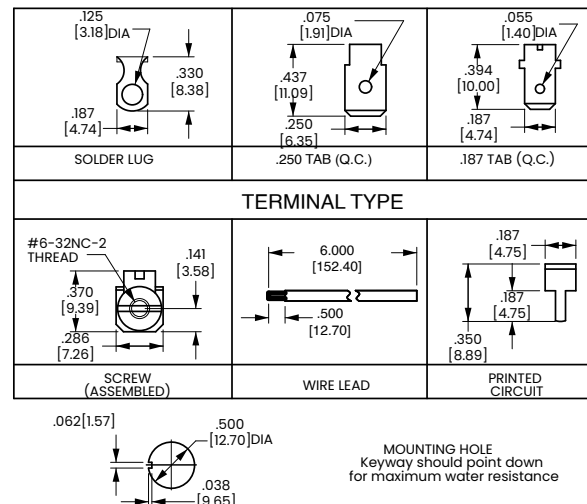 .125
[3.18]DIA
.330
[8.38]
.187
[4.74]
SOLDER LUG
.075
[1.91]DIA
.437
[11.09]
.250
[6.35]
.250 TAB (Q.C.)
.055
[1.40]DIA
.394
[10.00]
.187
[4.74]
.187 TAB (Q.C.)
TERMINAL TYPE
#6-32NC-2
THREAD
.141
[3.58]
.370
[9.39]
.286
[7.26]
SCREW
(ASSEMBLED)
6.000
[152.40]
.500
[12.70]
WIRE LEAD
.187
[4.75]
.187
[4.75]
.350
[8.89]
PRINTED
CIRCUIT
.062[1.57]
.500
[12.70]DIA
.038
[9.65]
MOUNTING HOLE
Keyway should point down
for maximum water resistance